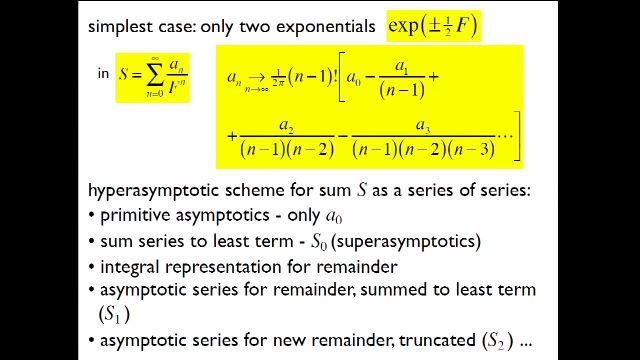 simplest case: only two exponentials exp(±½F)
in S = ∑_{n=0}^{∞} a_n / F^n   a_n →_{n→∞} 1/2π (n−1)! [ a_0 − a_1/(n−1) +
+ a_2/((n−1)(n−2)) − a_3/((n−1)(n−2)(n−3)) ⋯ ]
hyperasymptotic scheme for sum S as a series of series:
• primitive asymptotics - only a_0
• sum series to least term - S_0 (superasymptotics)
• integral representation for remainder
• asymptotic series for remainder, summed to least term
(S_1)
• asymptotic series for new remainder, truncated (S_2) ...